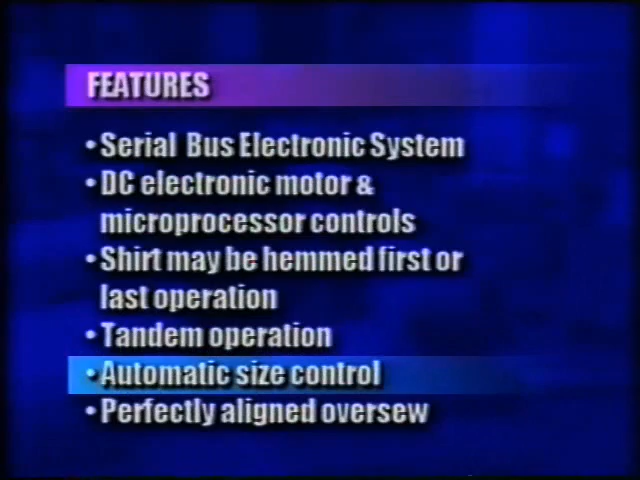 FEATURES
•Serial Bus Electronic System
•DC electronic motor &
microprocessor controls
•Shirt may be hemmed first or
last operation
•Tandem operation
•Automatic size control
•Perfectly aligned oversew